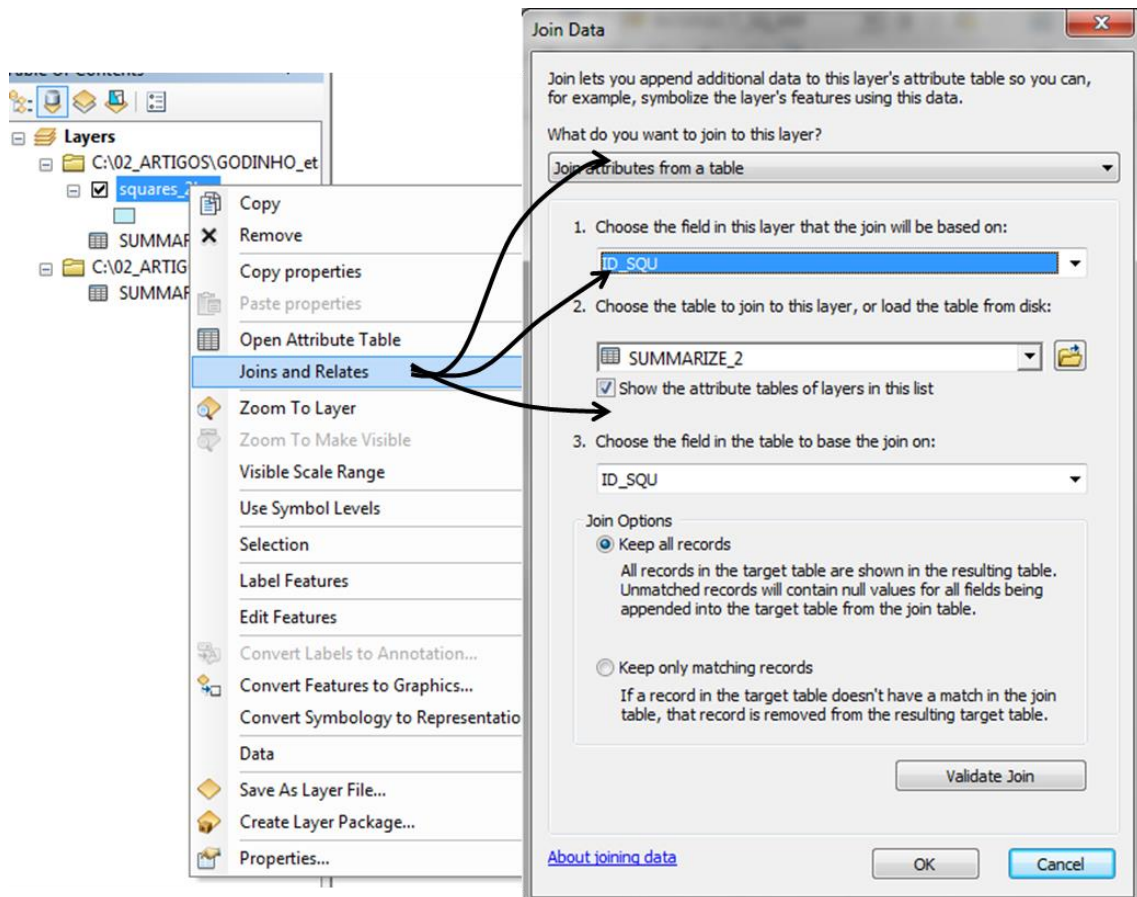 Table Of Contents
Layers
C:\02_ARTIGOS\GODINHO_et
squares_2
SUMMAR
C:\02_ARTIG
SUMMAR
Copy
Remove
Copy properties
Paste properties
Open Attribute Table
Joins and Relates
Zoom To Layer
Zoom To Make Visible
Visible Scale Range
Use Symbol Levels
Selection
Label Features
Edit Features
Convert Labels to Annotation...
Convert Features to Graphics...
Convert Symbology to Representatio
Data
Save As Layer File...
Create Layer Package...
Properties...
Join Data
Join lets you append additional data to this layer's attribute table so you can,
for example, symbolize the layer's features using this data.
What do you want to join to this layer?
Join attributes from a table
1. Choose the field in this layer that the join will be based on:
ID_SQU
2. Choose the table to join to this layer, or load the table from disk:
SUMMARIZE_2
Show the attribute tables of layers in this list
3. Choose the field in the table to base the join on:
ID_SQU
Join Options
Keep all records
All records in the target table are shown in the resulting table.
Unmatched records will contain null values for all fields being
appended into the target table from the join table.
Keep only matching records
If a record in the target table doesn't have a match in the join
table, that record is removed from the resulting target table.
Validate Join
About joining data
OK
Cancel